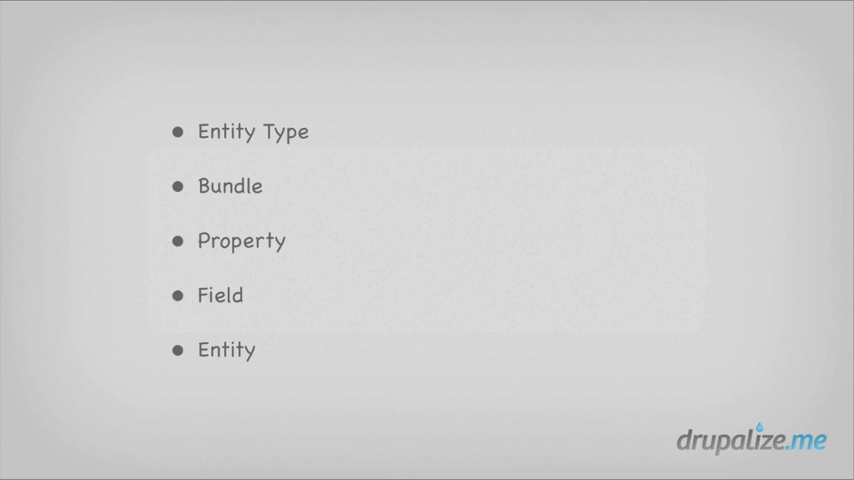 • Entity Type
• Bundle
• Property
• Field
• Entity
drupalize.me